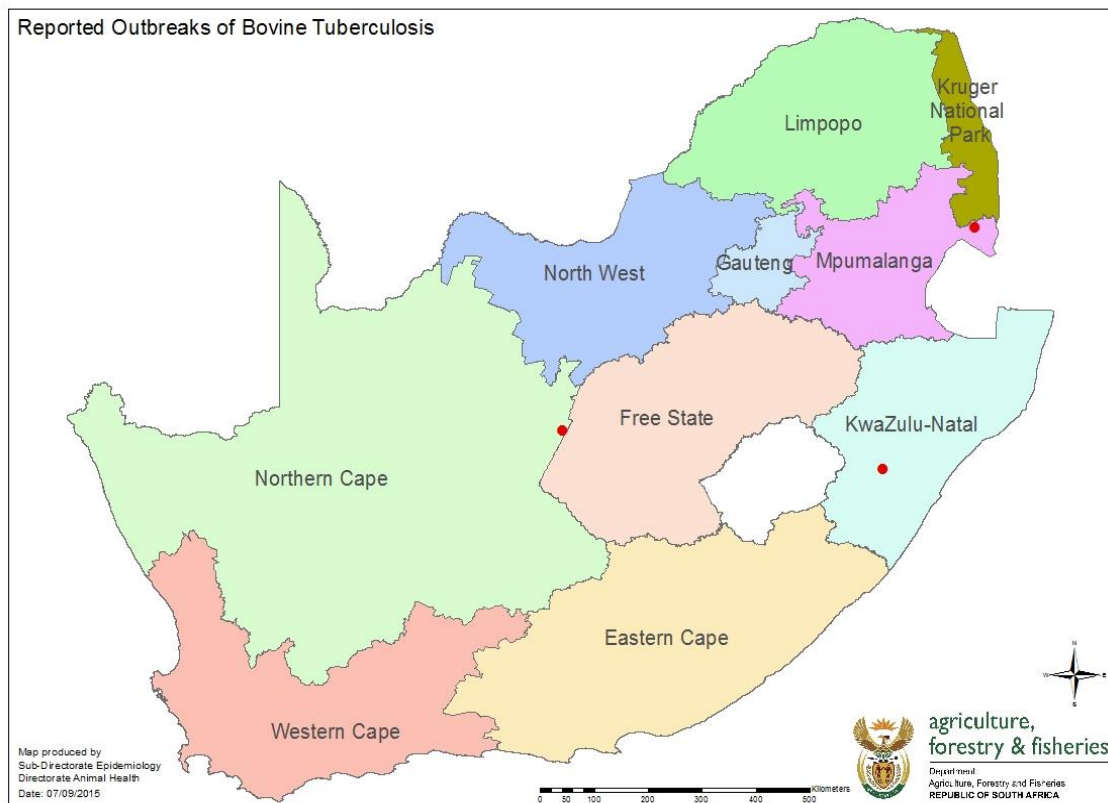 Reported Outbreaks of Bovine Tuberculosis
Kruger
National
Park
Limpopo
North West
Gauteng
Mpumalanga
Free State
KwaZulu-Natal
Northern Cape
Eastern Cape
Western Cape
N
W
E
S
Map produced by
Sub-Directorate Epidemiology
Directorate Animal Health
Date: 07/09/2015
Kilometers
0 50 100 200 300 400 500
agriculture,
forestry & fisheries
Department:
Agriculture, Forestry and Fisheries
REPUBLIC OF SOUTH AFRICA